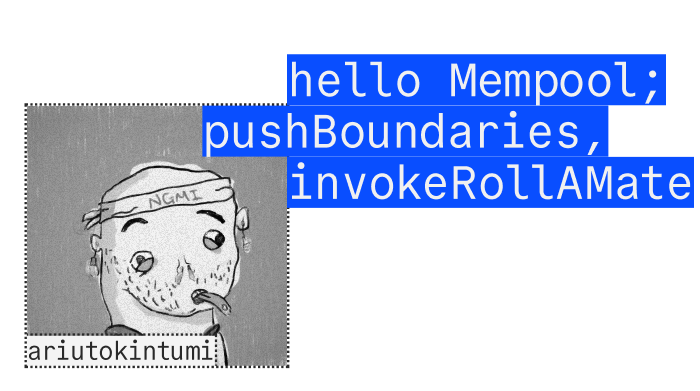 hello Mempool;
pushBoundaries,
invokeRollAMate
NGMI
ariutokintumi